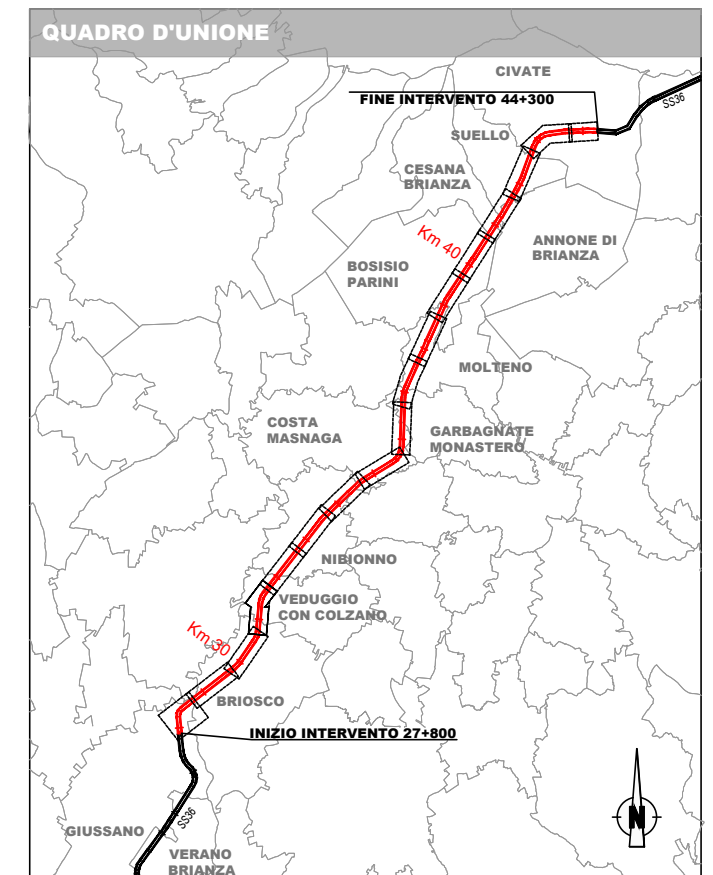 QUADRO D'UNIONE
CIVATE
SS36
FINE INTERVENTO 44+300
SUELLO
CESANA
BRIANZA
Km 40
ANNONE DI
BRIANZA
BOSISIO
PARINI
MOLTENO
COSTA
MASNAGA
GARBAGNATE
MONASTERO
NIBIONNO
VEDUGGIO
CON COLZANO
Km 30
BRIOSCO
INIZIO INTERVENTO 27+800
N
SS36
GIUSSANO
VERANO
BRIANZA